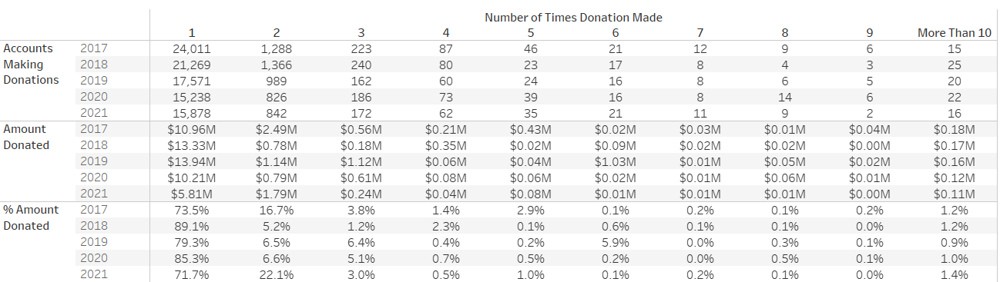 Number of Times Donation Made
1 2 3 4 5 6 7 8 9 More Than 10
Accounts 2017 24,011 1,288 223 87 46 21 12 9 6 15
Making 2018 21,269 1,366 240 80 23 17 8 4 3 25
Donations 2019 17,571 989 162 60 24 16 8 6 5 20
2020 15,238 826 186 73 39 16 8 14 6 22
2021 15,878 842 172 62 35 21 11 9 2 16
Amount 2017 $10.96M $2.49M $0.56M $0.21M $0.43M $0.02M $0.03M $0.01M $0.04M $0.18M
Donated 2018 $13.33M $0.78M $0.18M $0.35M $0.02M $0.09M $0.02M $0.02M $0.00M $0.17M
2019 $13.94M $1.14M $1.12M $0.06M $0.04M $1.03M $0.01M $0.05M $0.02M $0.16M
2020 $10.21M $0.79M $0.61M $0.08M $0.06M $0.02M $0.01M $0.06M $0.01M $0.12M
2021 $5.81M $1.79M $0.24M $0.04M $0.08M $0.01M $0.01M $0.01M $0.00M $0.11M
% Amount 2017 73.5% 16.7% 3.8% 1.4% 2.9% 0.1% 0.2% 0.1% 0.2% 1.2%
Donated 2018 89.1% 5.2% 1.2% 2.3% 0.1% 0.6% 0.1% 0.1% 0.0% 1.2%
2019 79.3% 6.5% 6.4% 0.4% 0.2% 5.9% 0.0% 0.3% 0.1% 0.9%
2020 85.3% 6.6% 5.1% 0.7% 0.5% 0.2% 0.0% 0.5% 0.1% 1.0%
2021 71.7% 22.1% 3.0% 0.5% 1.0% 0.1% 0.2% 0.1% 0.0% 1.4%